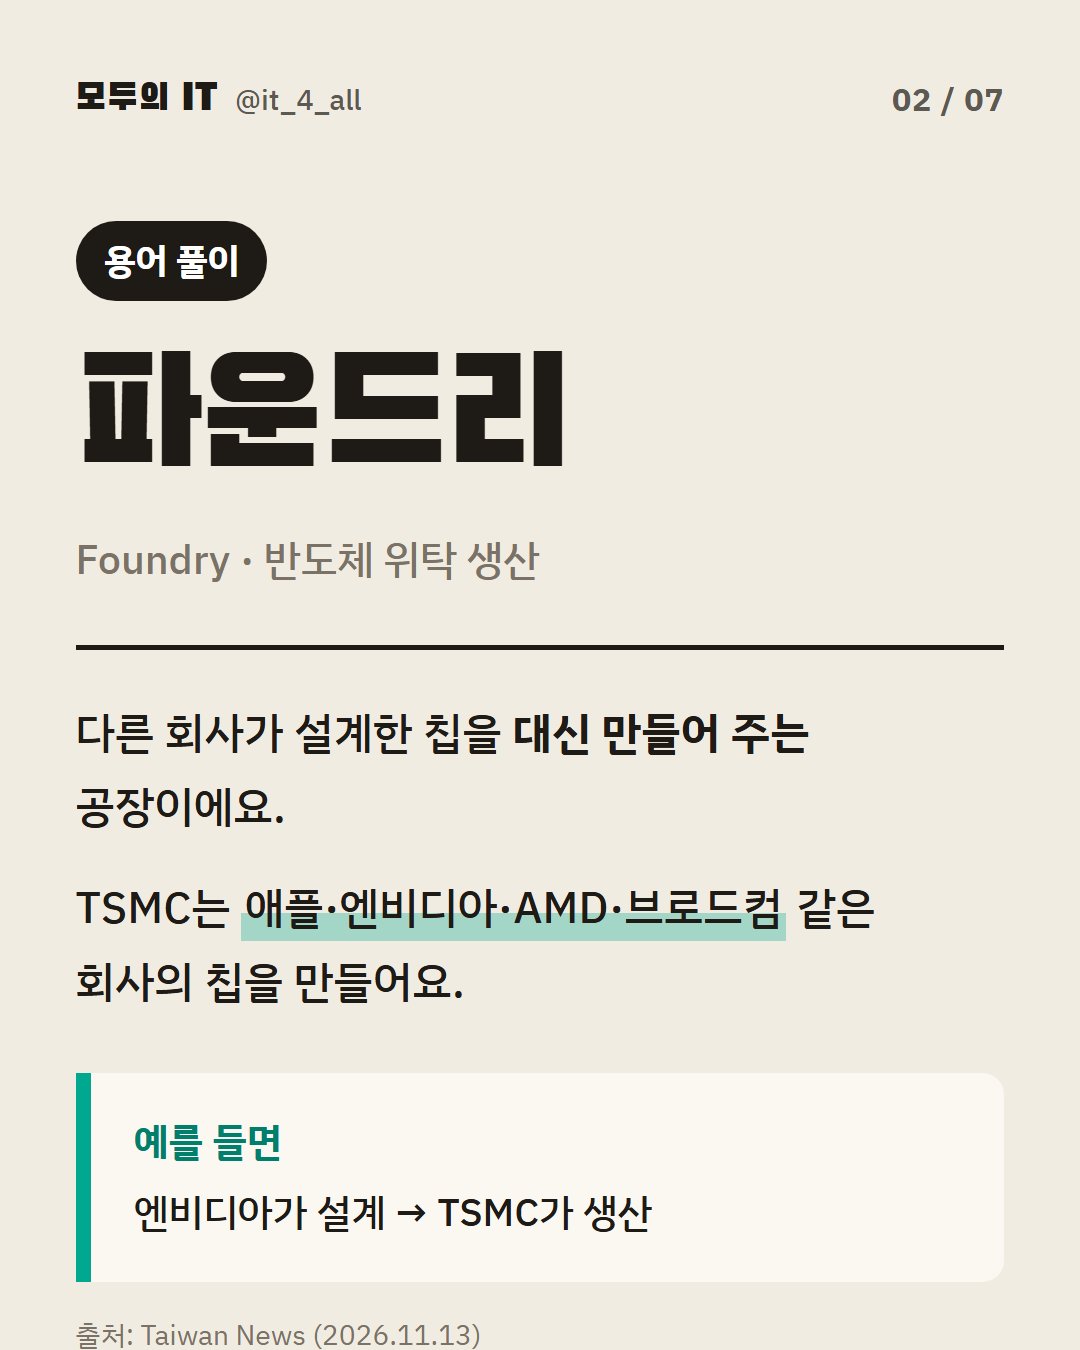 모두의 IT @it_4_all
02 / 07
용어 풀이
파운드리
Foundry · 반도체 위탁 생산
다른 회사가 설계한 칩을 대신 만들어 주는
공장이에요.
TSMC는 애플·엔비디아·AMD·브로드컴 같은
회사의 칩을 만들어요.
예를 들면
엔비디아가 설계 → TSMC가 생산
출처: Taiwan News (2026.11.13)